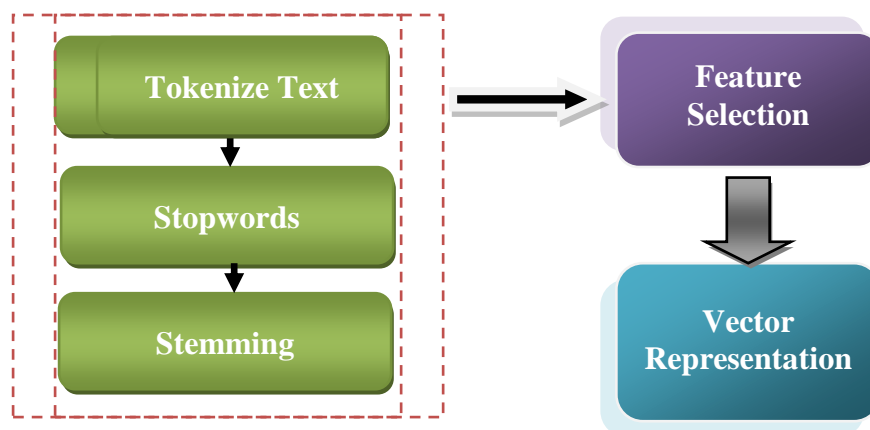 Tokenize Text
Stopwords
Stemming
Feature
Selection
Vector
Representation